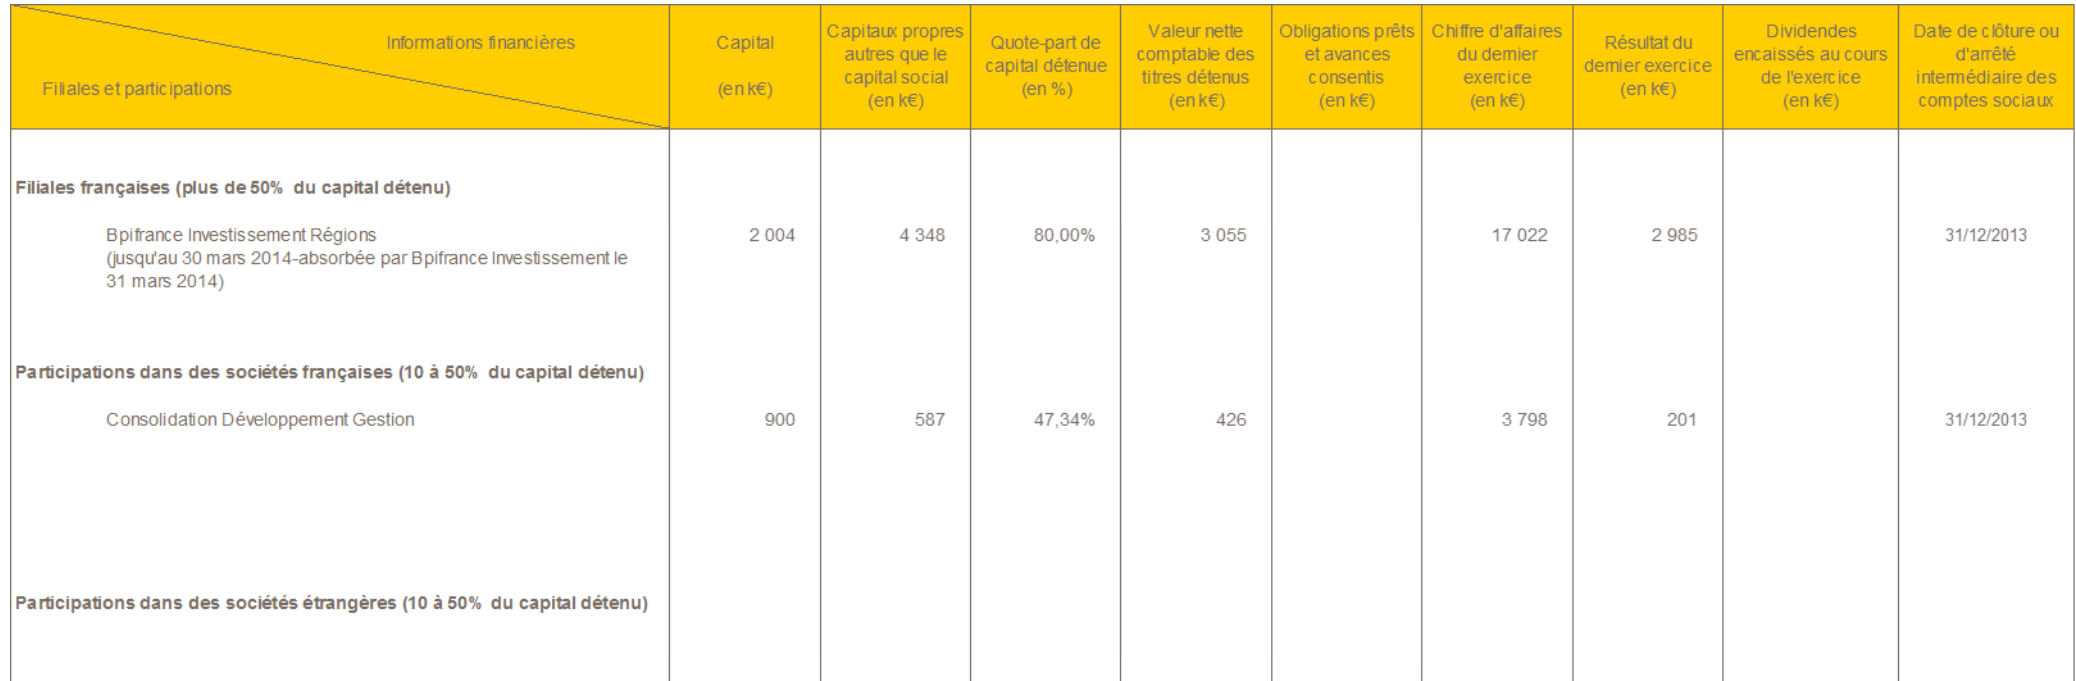 Informations financières
Filiales et participations
Capital
(en k€)
Capitaux propres
autres que le
capital social
(en k€)
Quote-part de
capital détenue
(en %)
Valeur nette
comptable des
titres détenus
(en k€)
Obligations prêts
et avances
consentis
(en k€)
Chiffre d'affaires
du dernier
exercice
(en k€)
Résultat du
dernier exercice
(en k€)
Dividendes
encaissés au cours
de l'exercice
(en k€)
Date de clôture ou
d'arrêté
intermédiaire des
comptes sociaux
Filiales françaises (plus de 50% du capital détenu)
Bpifrance Investissement Régions 2 004 4 348 80,00% 3 055 17 022 2 985 31/12/2013
(jusqu'au 30 mars 2014-absorbée par Bpifrance Investissement le
31 mars 2014)
Participations dans des sociétés françaises (10 à 50% du capital détenu)
Consolidation Développement Gestion 900 587 47,34% 426 3 798 201 31/12/2013
Participations dans des sociétés étrangères (10 à 50% du capital détenu)